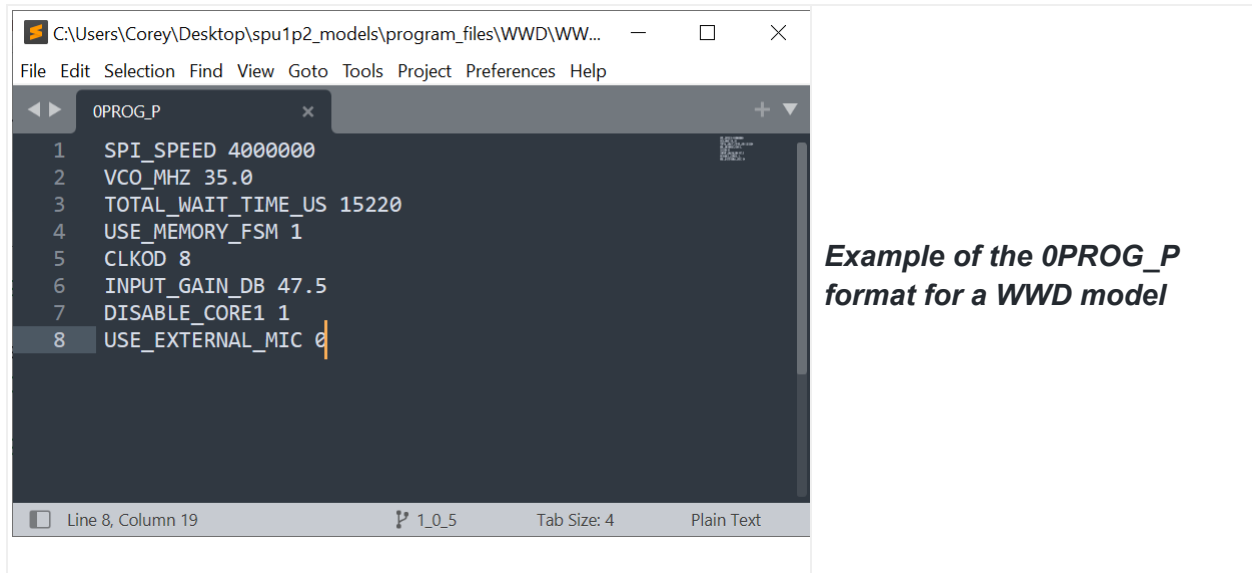 C:\Users\Corey\Desktop\spu1p2_models\program_files\WWD\WW...
File Edit Selection Find View Goto Tools Project Preferences Help
0PROG_P
1 SPI_SPEED 4000000
2 VCO_MHZ 35.0
3 TOTAL_WAIT_TIME_US 15220
4 USE_MEMORY_FSM 1
5 CLKOD 8
6 INPUT_GAIN_DB 47.5
7 DISABLE_CORE1 1
8 USE_EXTERNAL_MIC 0
Line 8, Column 19 1_0_5 Tab Size: 4 Plain Text
Example of the 0PROG_P
format for a WWD model